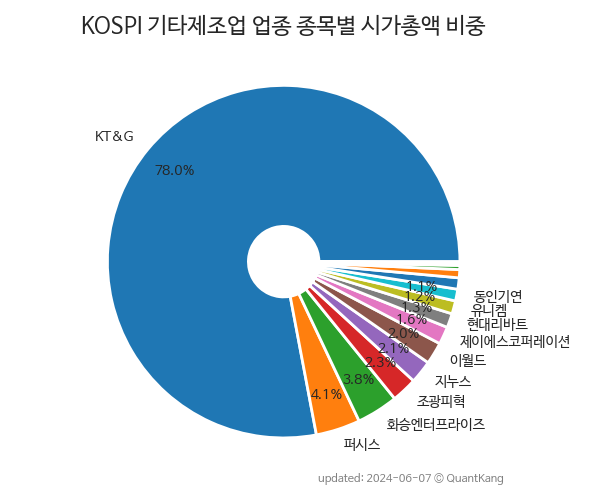 KOSPI 기타제조업 업종 종목별 시가총액 비중
KT&G
78.0%
1.1%
동인기연
1.2%
유니켐
1.3%
현대리바트
1.6%
제이에스코퍼레이션
2.0%
이월드
2.1%
지누스
2.3%
조광피혁
3.8%
화승엔터프라이즈
4.1%
퍼시스
updated: 2024-06-07 © QuantKang